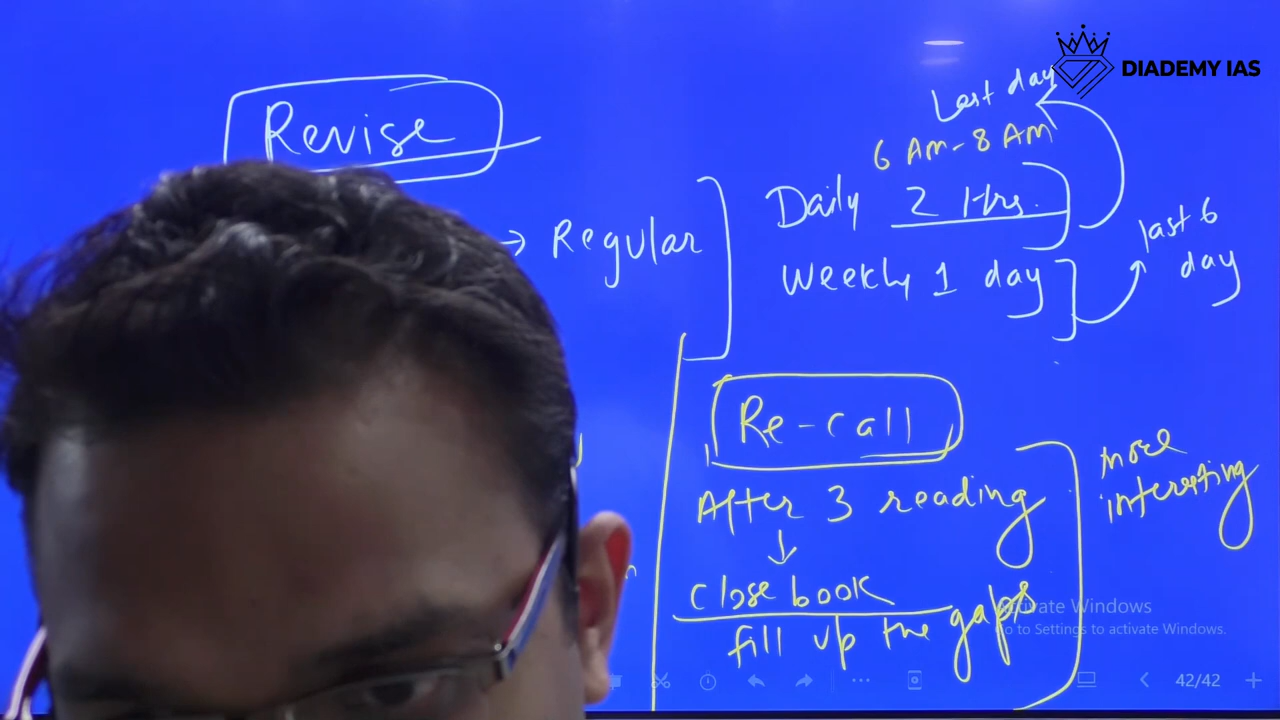 DIADEMY IAS
Revise
Last day
6 AM - 8 AM
Daily 2 Hrs.
→ Regular
last 6
day
Weekly 1 day
Re-call
more
interesting
After 3 reading
↓
close book
fill up the gaps
Activate Windows
Go to Settings to activate Windows.
42/42